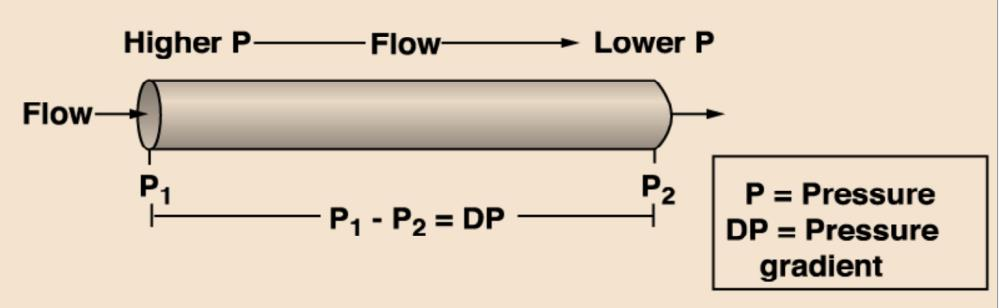 Higher P Flow Lower P
Flow
P₁ P₂
P₁ - P₂ = DP
P = Pressure
DP = Pressure
gradient